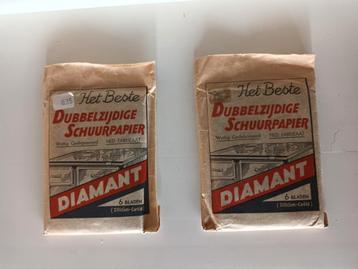 635
Het Beste
DUBBELZIJDIGE
SCHUURPAPIER
Wettig Gedeponeerd NED. FABRIKAAT
DIAMANT
6 BLADEN
(Silicium-Carbid)
Het Beste
DUBBELZIJDIGE
SCHUURPAPIER
Wettig Gedeponeerd NED. FABRIKAAT
DIAMANT
6 BLADEN
(Silicium-Carbid)